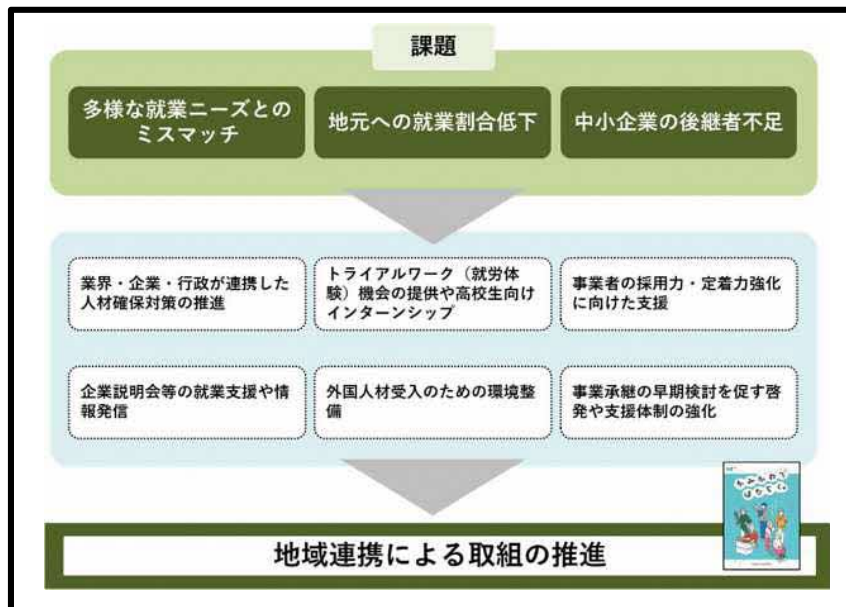 課題
多様な就業ニーズとの
ミスマッチ
地元への就業割合低下
中小企業の後継者不足
業界・企業・行政が連携した
人材確保対策の推進
トライアルワーク(就労体
験)機会の提供や高校生向け
インターンシップ
事業者の採用力・定着力強化
に向けた支援
企業説明会等の就業支援や情
報発信
外国人材受入のための環境整
備
事業承継の早期検討を促す啓
発や支援体制の強化
地域連携による取組の推進
はたらく。